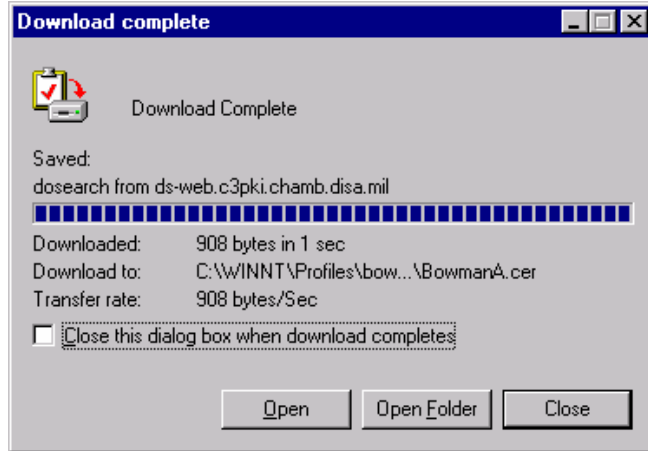 Download complete
Download Complete
Saved:
dosearch from ds-web.c3pki.chamb.disa.mil
Downloaded: 908 bytes in 1 sec
Download to: C:\WINNT\Profiles\bow...\BowmanA.cer
Transfer rate: 908 bytes/Sec
Close this dialog box when download completes
Open Open Folder Close